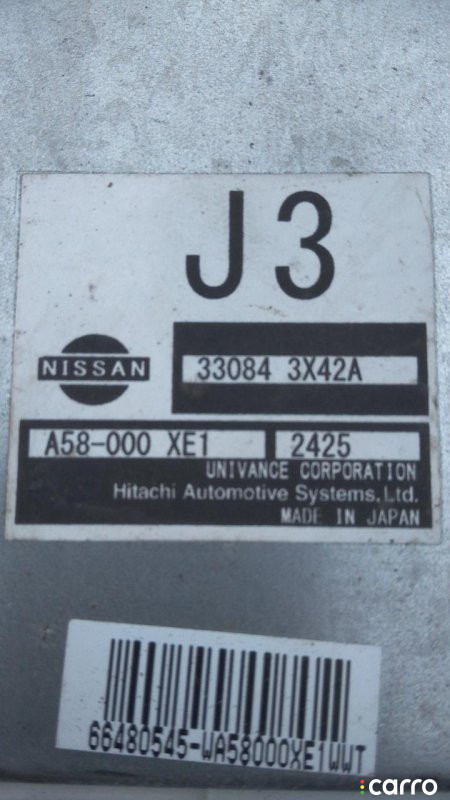 J3
NISSAN
33084 3X42A
A58-000 XE1 2425
UNIVANCE CORPORATION
Hitachi Automotive Systems,Ltd.
MADE IN JAPAN
66480545-WA58000XE1WWT
carro